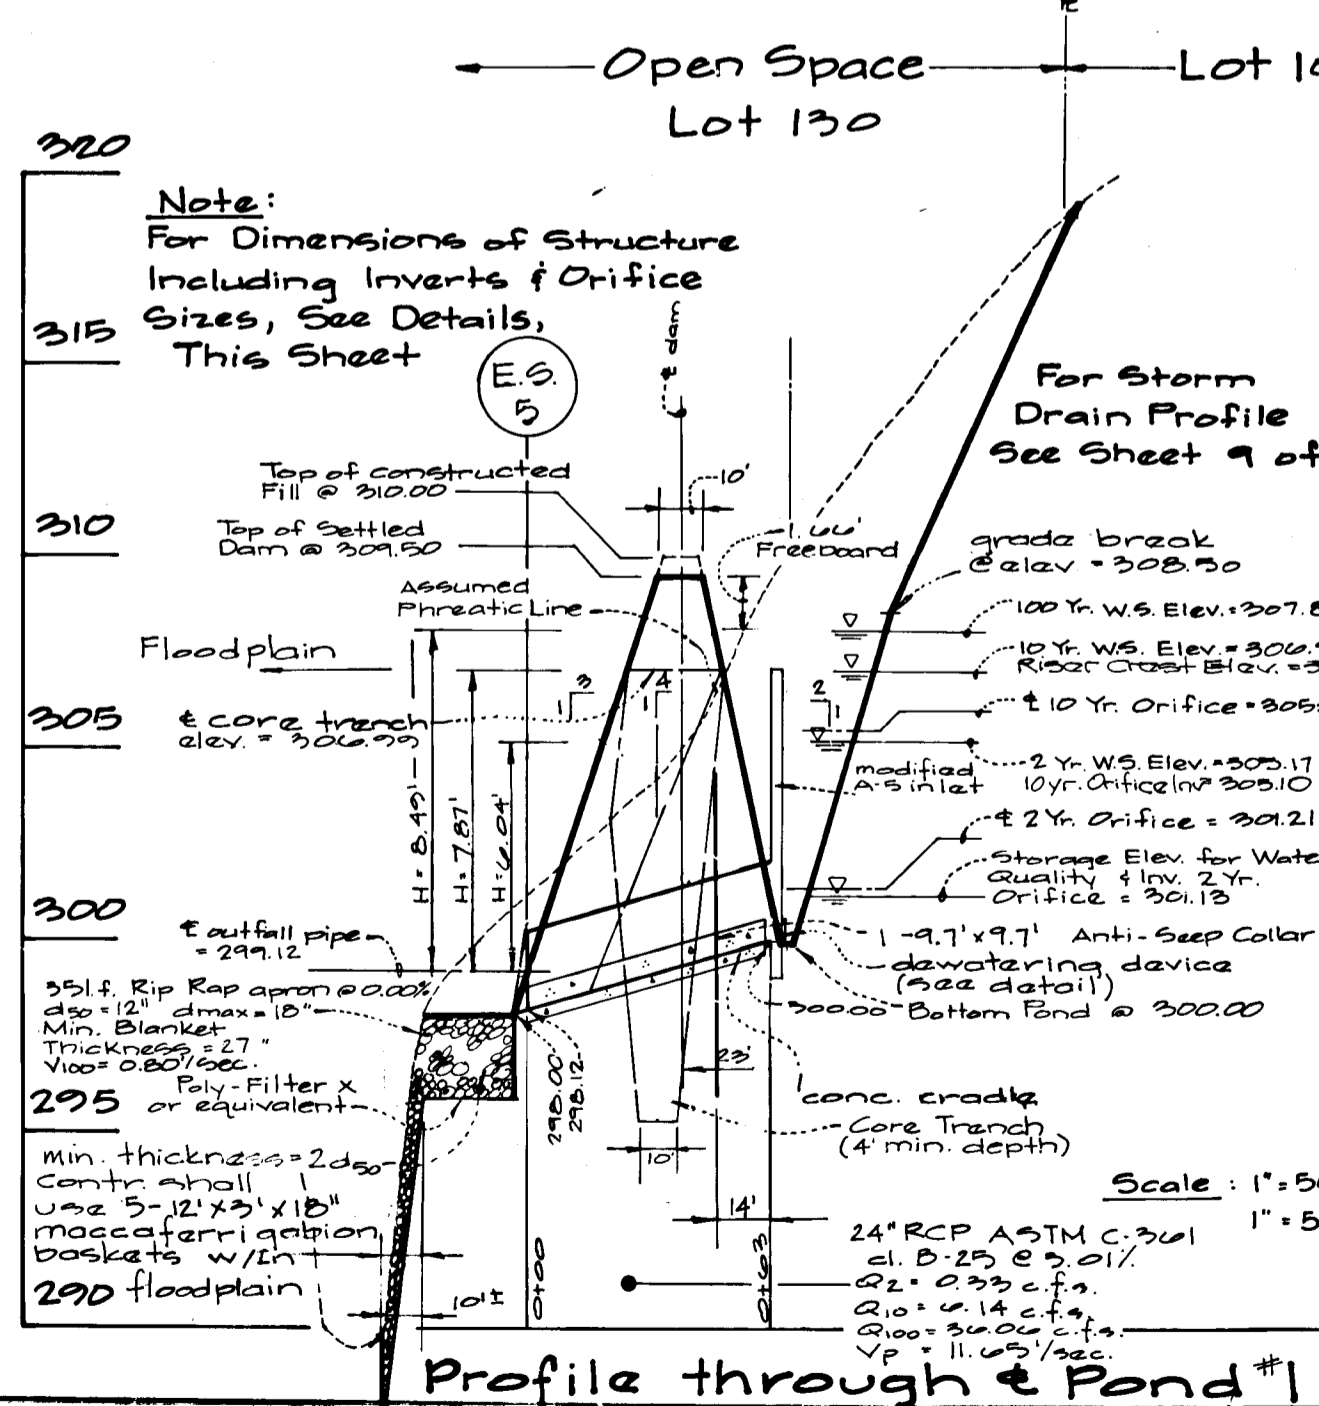 Open Space
Lot 130
320
Note:
For Dimensions of Structure
Including Inverts & Orifice
Sizes, See Details,
This Sheet
315
E.S.
5
℄ dam
For Storm
Drain Profile
See Sheet 9 of
Top of constructed
Fill @ 310.00
10'
310
Top of Settled
Dam @ 309.50
1.66'
Freeboard
grade break
@ elev = 308.50
Assumed
Phreatic Line
100 Yr. W.S. Elev.=307.8
Floodplain
10 Yr. W.S. Elev.= 306.
Riser Crest Elev. =3
3
1
4
1
2
1
305
℄ core trench
elev. = 306.99
℄ 10 Yr. Orifice = 305
2 Yr. W.S. Elev.=305.17
10 yr. Orifice Inv= 305.10
modified
A-5 inlet
℄ 2 Yr. Orifice = 301.21
H= 8.49'
H= 7.87'
H= 6.04'
Storage Elev. for Wate
Quality & Inv. 2 Yr.
Orifice = 301.13
300
℄ outfall pipe
= 299.12
1 -9.7' x 9.7' Anti-Seep Collar
dewatering device
(see detail)
300.00
Bottom Pond @ 300.00
35 l.f. Rip Rap apron @ 0.00%
d50 = 12" dmax = 18"
Min. Blanket
Thickness = 27"
V100= 0.80'/sec.
Poly-Filter X
or equivalent
295
298.00
298.12
23'
conc. cradle
Core Trench
(4' min. depth)
min. thickness = 2d50
Contr. shall
use 5-12' x 3' x 18"
maccaferri gabion
baskets w/In
floodplain
290
10'
14'
10'±
0+00
0+63
Scale : 1"= 5
1" = 5
24" RCP ASTM C-361
cl. B-25 @ 3.01%
Q2 = 0.33 c.f.s.
Q10 = 6.14 c.f.s.
Q100 = 36.06 c.f.s.
Vp = 11.65'/sec.
Profile through ℄ Pond #1